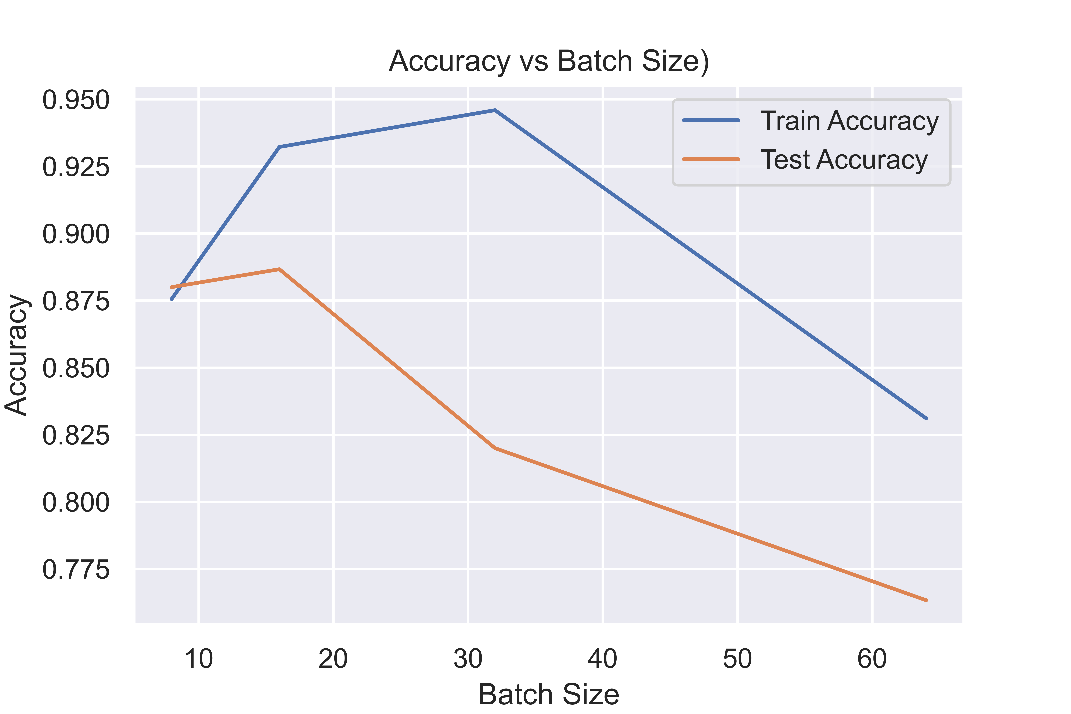 Accuracy vs Batch Size)
0.950
0.925
0.900
0.875
0.850
0.825
0.800
0.775
Accuracy
Train Accuracy
Test Accuracy
10 20 30 40 50 60
Batch Size